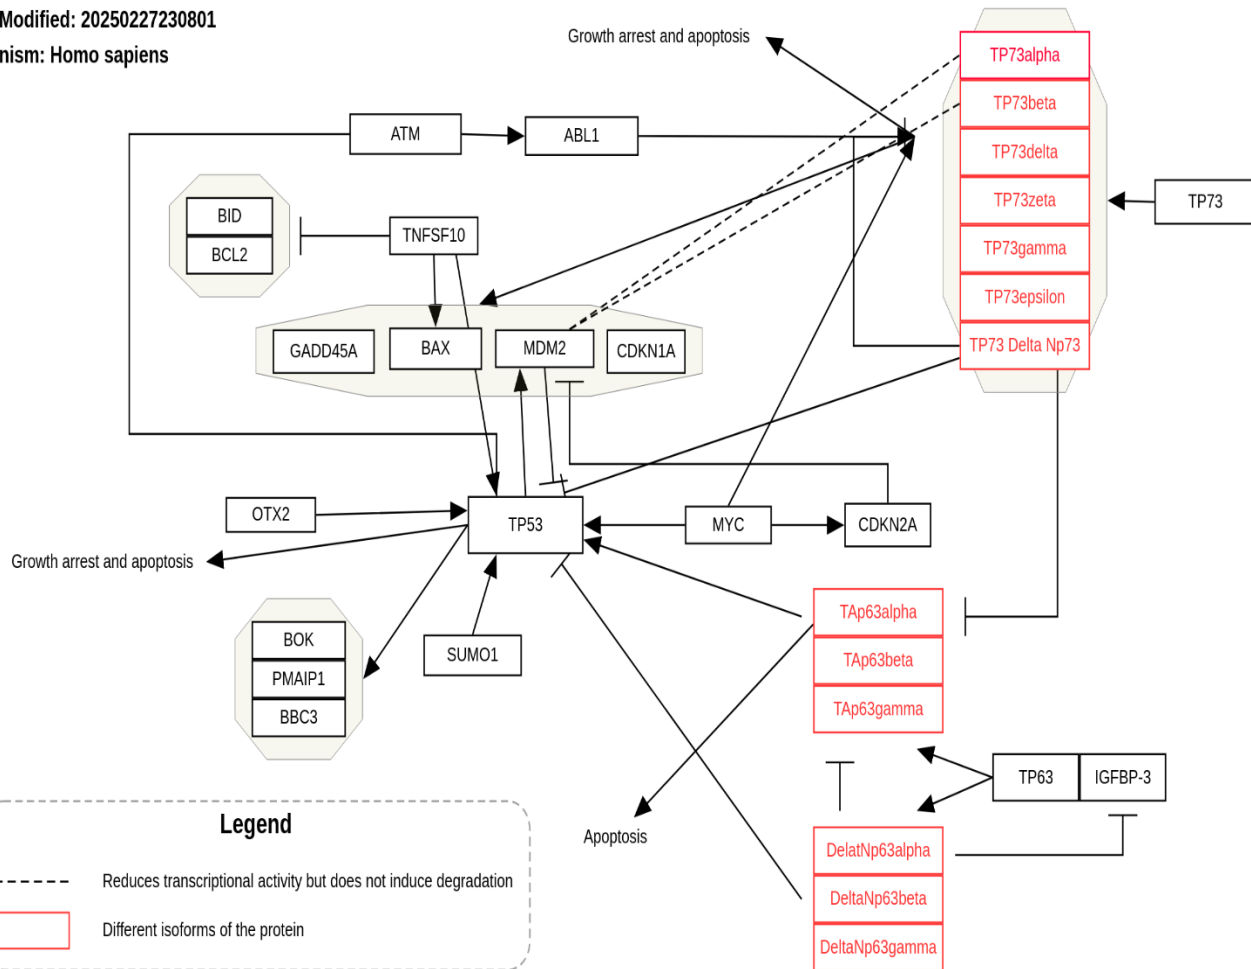 Modified: 20250227230801
nism: Homo sapiens
Growth arrest and apoptosis
TP73alpha
TP73beta
TP73delta
TP73zeta
TP73gamma
TP73epsilon
TP73 Delta Np73
TP73
ATM
ABL1
BID
BCL2
TNFSF10
GADD45A
BAX
MDM2
CDKN1A
OTX2
TP53
MYC
CDKN2A
Growth arrest and apoptosis
SUMO1
BOK
PMAIP1
BBC3
TAp63alpha
TAp63beta
TAp63gamma
TP63
IGFBP-3
Apoptosis
DelatNp63alpha
DeltaNp63beta
DeltaNp63gamma
Legend
Reduces transcriptional activity but does not induce degradation
Different isoforms of the protein